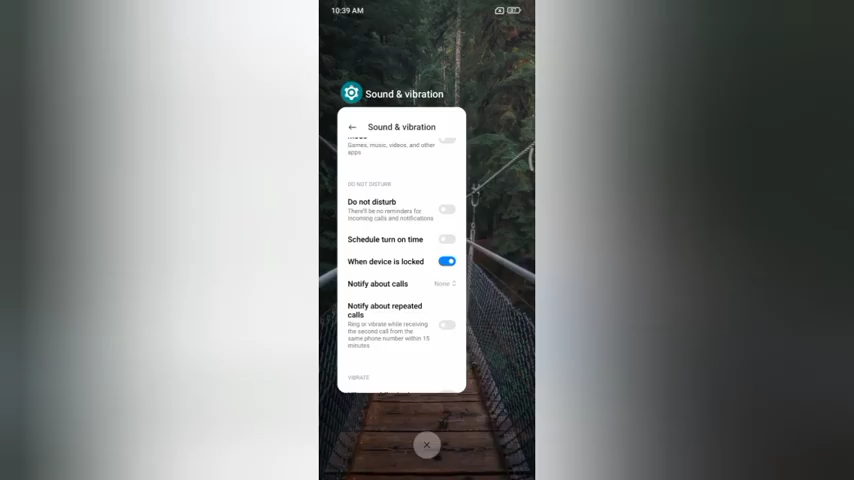 10:39 AM
Sound & vibration
Sound & vibration
Games, music, videos, and other
apps
DO NOT DISTURB
Do not disturb
There'll be no reminders for
incoming calls and notifications
Schedule turn on time
When device is locked
Notify about calls
None
Notify about repeated
calls
Ring or vibrate while receiving
the second call from the
same phone number within 15
minutes
VIBRATE